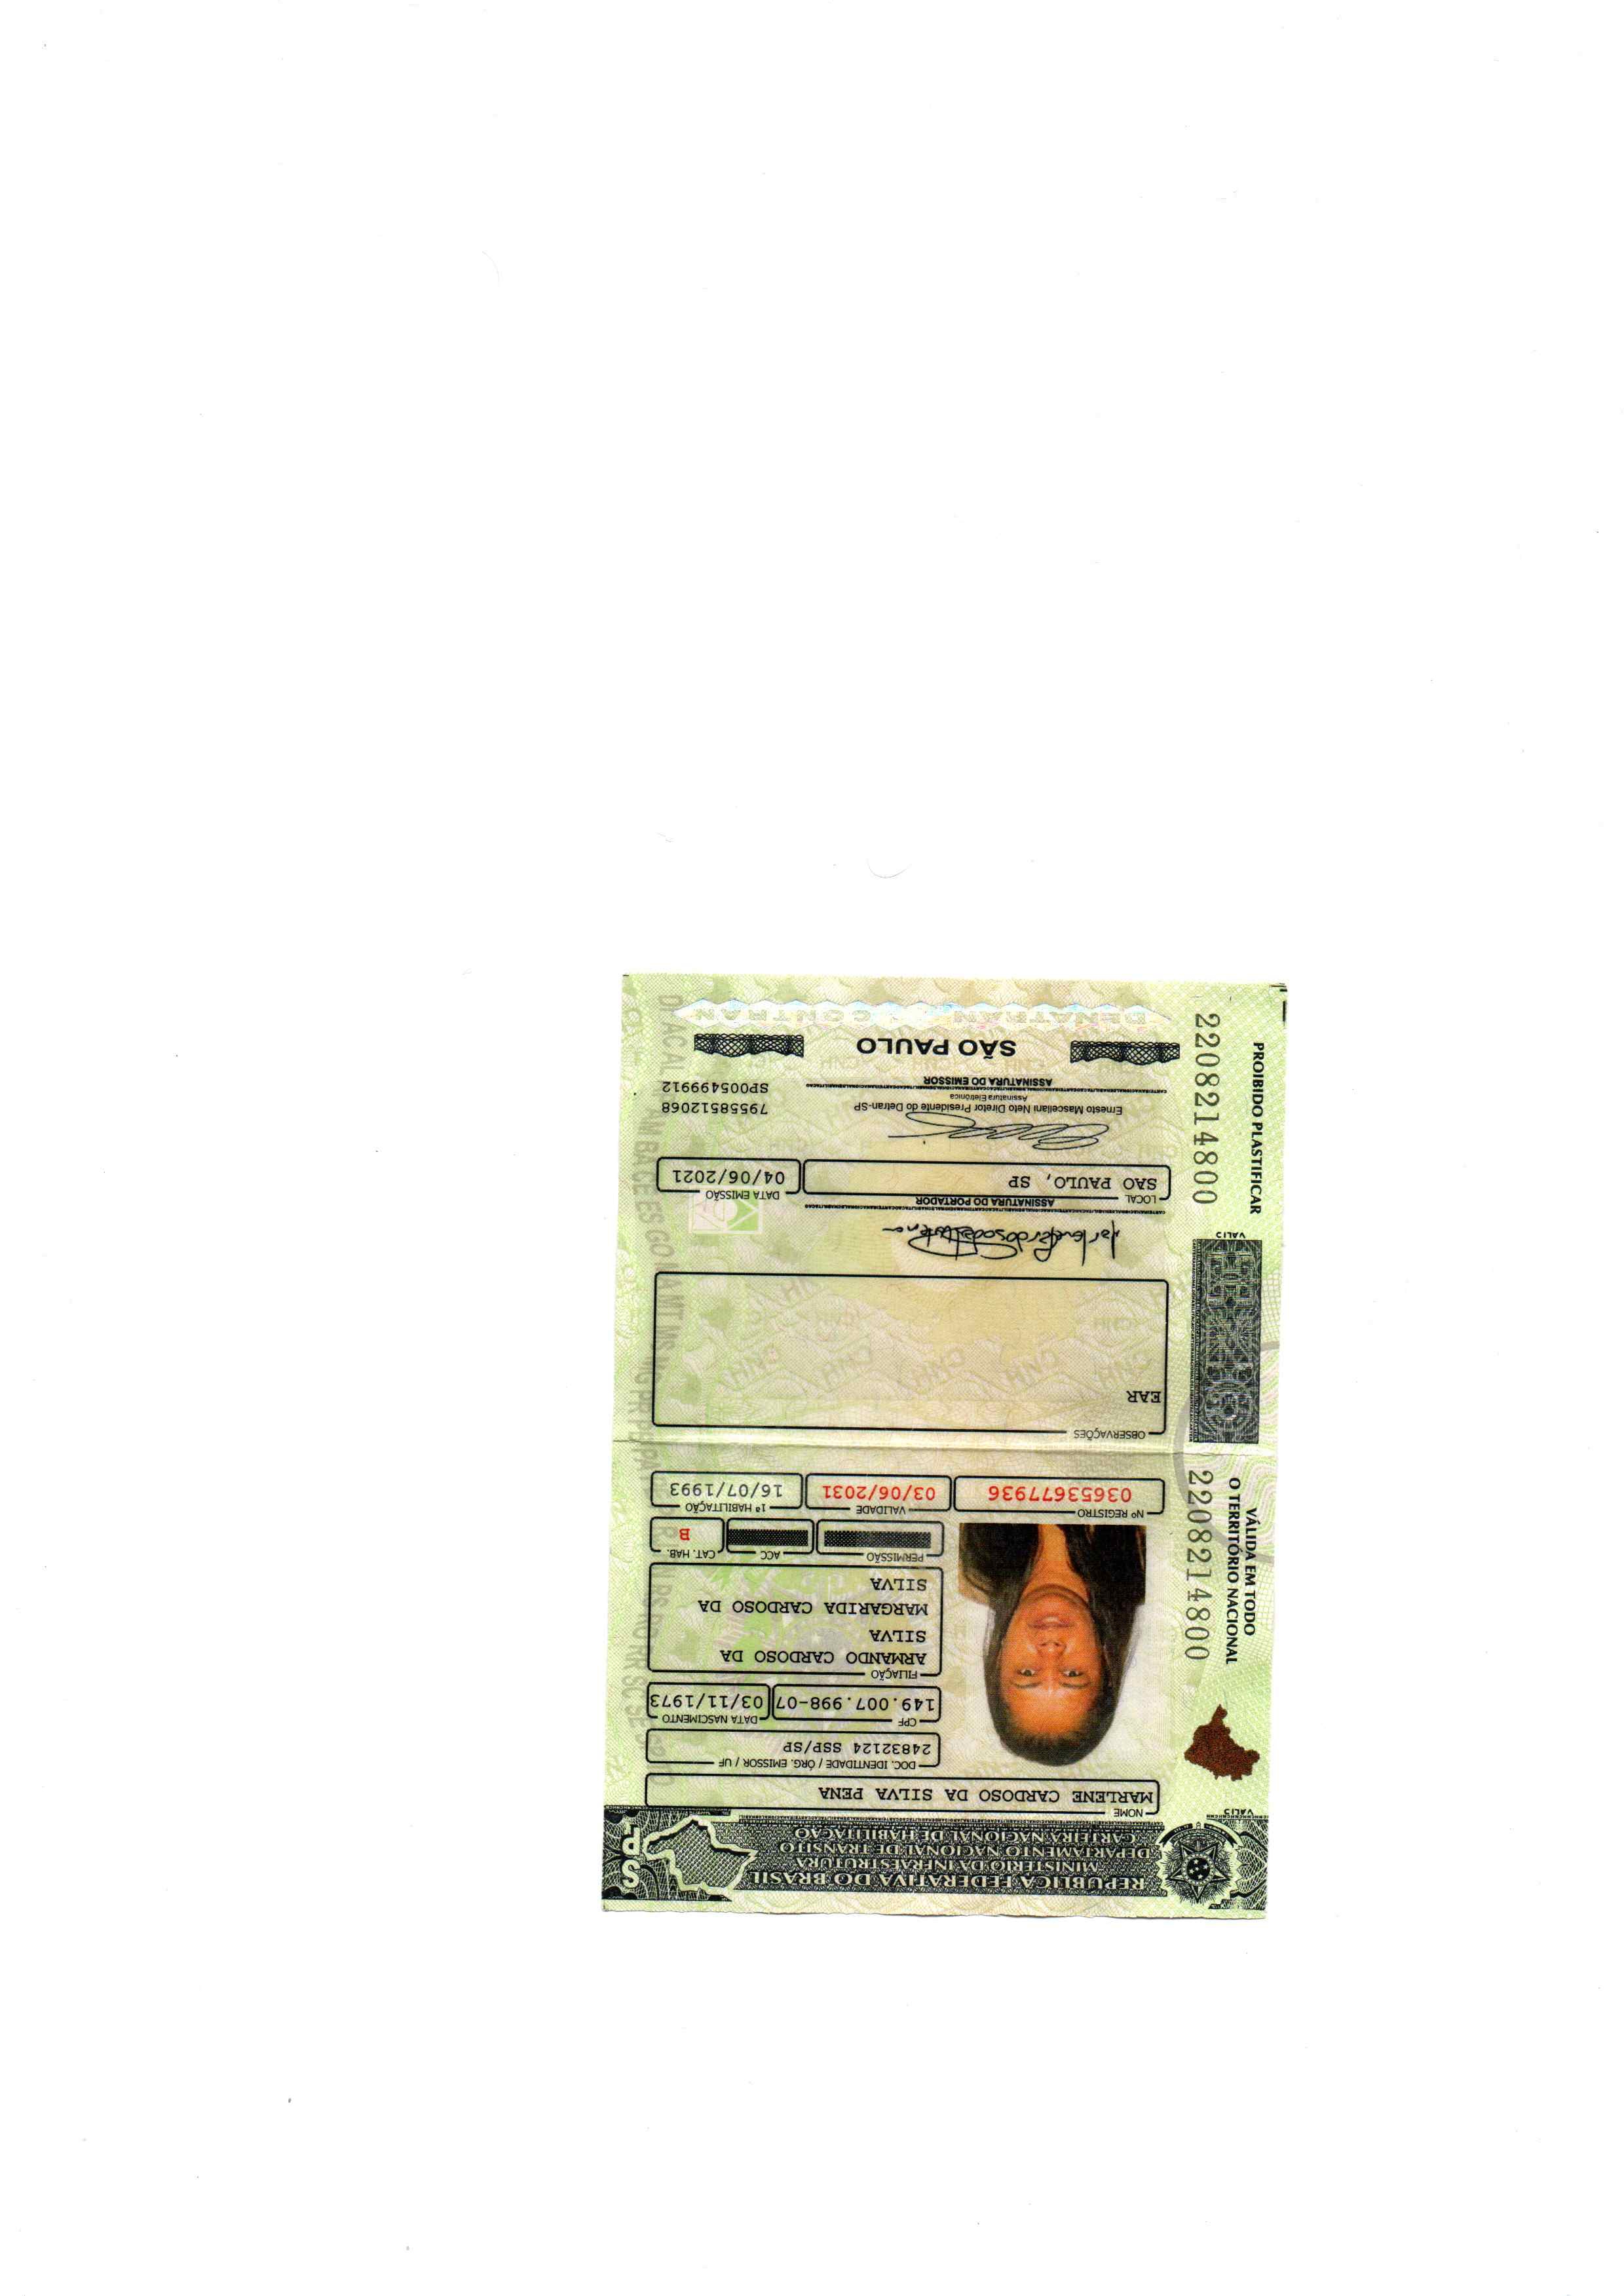 REPÚBLICA FEDERATIVA DO BRASIL
MINISTÉRIO DA INFRAESTRUTURA
DEPARTAMENTO NACIONAL DE TRÂNSITO
CARTEIRA NACIONAL DE HABILITAÇÃO
SP
NOME
MARLENE CARDOSO DA SILVA PENA
DOC. IDENTIDADE / ÓRG. EMISSOR / UF
24832124 SSP/SP
CPF
149.007.998-07
DATA NASCIMENTO
03/11/1973
FILIAÇÃO
ARMANDO CARDOSO DA
SILVA
MARGARIDA CARDOSO DA
SILVA
PERMISSÃO
ACC
CAT. HAB.
B
Nº REGISTRO
03653677936
VALIDADE
03/06/2031
1ª HABILITAÇÃO
16/07/1993
VÁLIDA EM TODO
O TERRITÓRIO NACIONAL
2208214800
OBSERVAÇÕES
EAR
ASSINATURA DO PORTADOR
LOCAL
SAO PAULO, SP
DATA EMISSÃO
04/06/2021
Ernesto Mascellani Neto Diretor Presidente do Detran-SP
Assinatura Eletrônica
ASSINATURA DO EMISSOR
79558512068
SP005499912
SÃO PAULO
DENATRAN CONTRAN
PROIBIDO PLASTIFICAR
2208214800